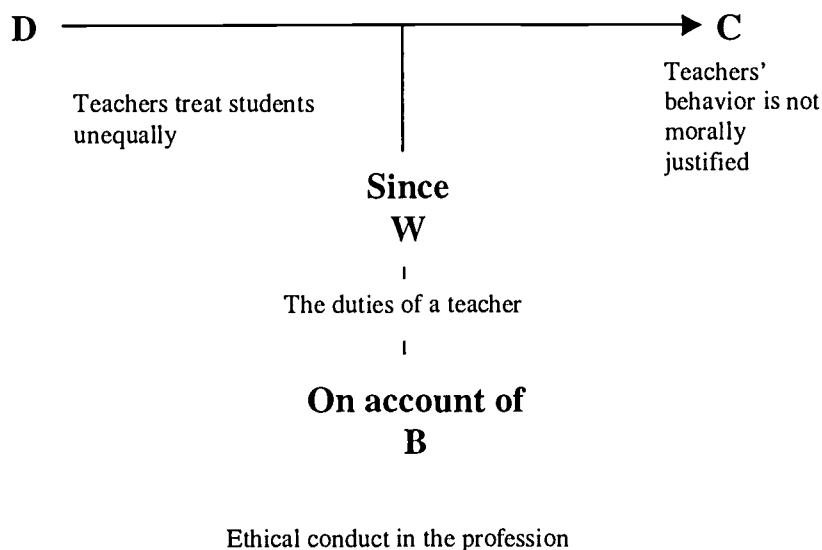 D
C
Teachers treat students
unequally
Teachers'
behavior is not
morally
justified
Since
W
The duties of a teacher
On account of
B
Ethical conduct in the profession